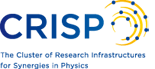 CRISP
The Cluster of Research Infrastructures
for Synergies in Physics